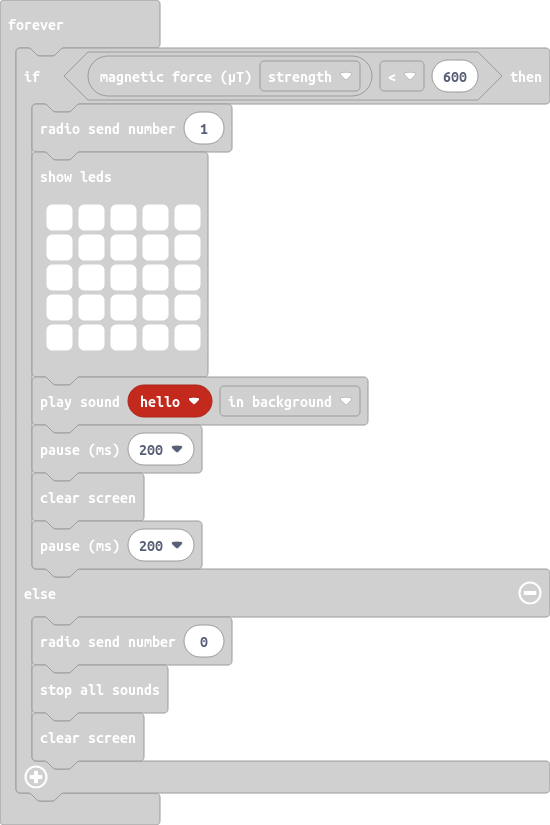 forever
if magnetic force (µT) strength < 600 then
radio send number 1
show leds
play sound hello in background
pause (ms) 200
clear screen
pause (ms) 200
else
radio send number 0
stop all sounds
clear screen